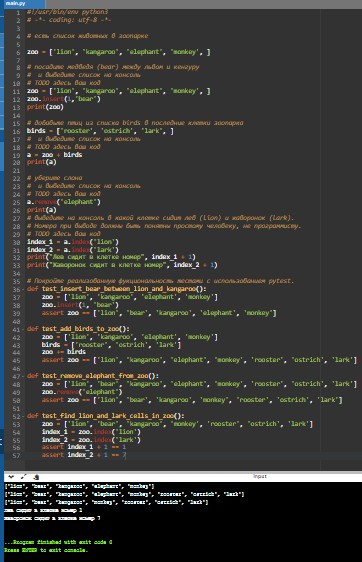 main.py
#!/usr/bin/env python3
# -*- coding: utf-8 -*-
# есть список животных в зоопарке
zoo = ['lion', 'kangaroo', 'elephant', 'monkey', ]
# посадите медведя (bear) между львом и кенгуру
#  и выведите список на консоль
# TODO здесь ваш код
zoo = ['lion', 'kangaroo', 'elephant', 'monkey', ]
zoo.insert(1,'bear')
print(zoo)
# добавьте птиц из списка birds в последние клетки зоопарка
birds = ['rooster', 'ostrich', 'lark', ]
#  и выведите список на консоль
# TODO здесь ваш код
a = zoo + birds
print(a)
# уберите слона
#  и выведите список на консоль
# TODO здесь ваш код
a.remove('elephant')
print(a)
# Выведите на консоль в какой клетке сидит лев (lion) и жаворонок (lark).
# Номера при выводе должны быть понятны простому человеку, не программисту.
# TODO здесь ваш код
index_1 = a.index('lion')
index_2 = a.index('lark')
print("Лев сидит в клетке номер", index_1 + 1)
print("Жаворонок сидит в клетке номер", index_2 + 1)
# Покройте реализованную функциональность тестами с использованием pytest.
def test_insert_bear_between_lion_and_kangaroo():
zoo = ['lion', 'kangaroo', 'elephant', 'monkey']
zoo.insert(1, 'bear')
assert zoo == ['lion', 'bear', 'kangaroo', 'elephant', 'monkey']
def test_add_birds_to_zoo():
zoo = ['lion', 'kangaroo', 'elephant', 'monkey']
birds = ['rooster', 'ostrich', 'lark']
zoo += birds
assert zoo == ['lion', 'kangaroo', 'elephant', 'monkey', 'rooster', 'ostrich', 'lark']
def test_remove_elephant_from_zoo():
zoo = ['lion', 'bear', 'kangaroo', 'elephant', 'monkey', 'rooster', 'ostrich', 'lark']
zoo.remove('elephant')
assert zoo == ['lion', 'bear', 'kangaroo', 'monkey', 'rooster', 'ostrich', 'lark']
def test_find_lion_and_lark_cells_in_zoo():
zoo = ['lion', 'bear', 'kangaroo', 'monkey', 'rooster', 'ostrich', 'lark']
index_1 = zoo.index('lion')
index_2 = zoo.index('lark')
assert index_1 + 1 == 1
assert index_2 + 1 == 7
input
['lion', 'bear', 'kangaroo', 'elephant', 'monkey']
['lion', 'bear', 'kangaroo', 'elephant', 'monkey', 'rooster', 'ostrich', 'lark']
['lion', 'bear', 'kangaroo', 'monkey', 'rooster', 'ostrich', 'lark']
Лев сидит в клетке номер 1
Жаворонок сидит в клетке номер 7
...Program finished with exit code 0
Press ENTER to exit console.